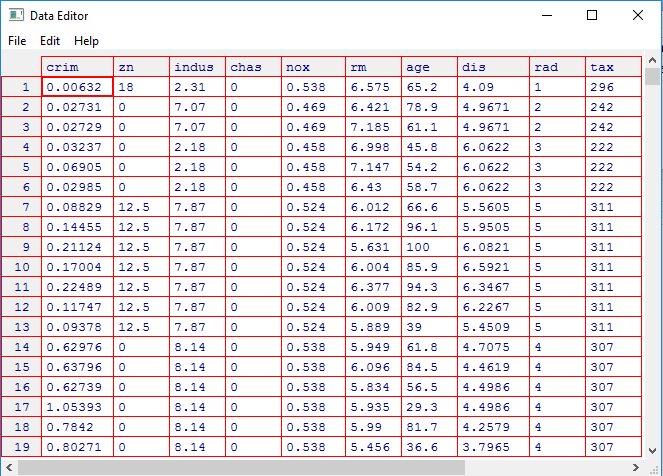 Data Editor
File Edit Help
crim zn indus chas nox rm age dis rad tax
1 0.00632 18 2.31 0 0.538 6.575 65.2 4.09 1 296
2 0.02731 0 7.07 0 0.469 6.421 78.9 4.9671 2 242
3 0.02729 0 7.07 0 0.469 7.185 61.1 4.9671 2 242
4 0.03237 0 2.18 0 0.458 6.998 45.8 6.0622 3 222
5 0.06905 0 2.18 0 0.458 7.147 54.2 6.0622 3 222
6 0.02985 0 2.18 0 0.458 6.43 58.7 6.0622 3 222
7 0.08829 12.5 7.87 0 0.524 6.012 66.6 5.5605 5 311
8 0.14455 12.5 7.87 0 0.524 6.172 96.1 5.9505 5 311
9 0.21124 12.5 7.87 0 0.524 5.631 100 6.0821 5 311
10 0.17004 12.5 7.87 0 0.524 6.004 85.9 6.5921 5 311
11 0.22489 12.5 7.87 0 0.524 6.377 94.3 6.3467 5 311
12 0.11747 12.5 7.87 0 0.524 6.009 82.9 6.2267 5 311
13 0.09378 12.5 7.87 0 0.524 5.889 39 5.4509 5 311
14 0.62976 0 8.14 0 0.538 5.949 61.8 4.7075 4 307
15 0.63796 0 8.14 0 0.538 6.096 84.5 4.4619 4 307
16 0.62739 0 8.14 0 0.538 5.834 56.5 4.4986 4 307
17 1.05393 0 8.14 0 0.538 5.935 29.3 4.4986 4 307
18 0.7842 0 8.14 0 0.538 5.99 81.7 4.2579 4 307
19 0.80271 0 8.14 0 0.538 5.456 36.6 3.7965 4 307